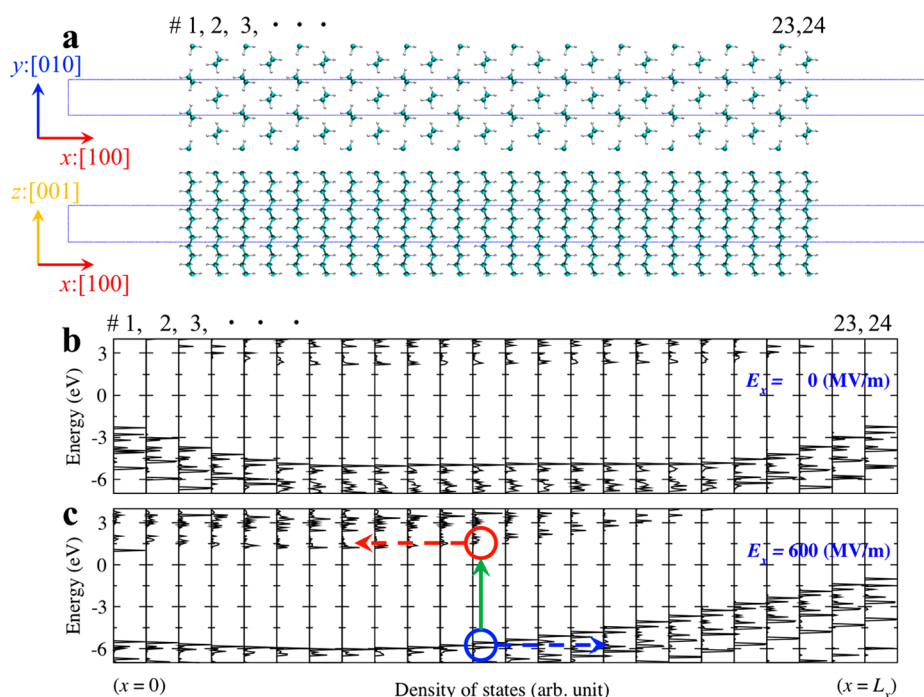 # 1, 2, 3, · · ·
23,24
a
y:[010]
x:[100]
z:[001]
x:[100]
# 1, 2, 3, · · ·
23, 24
b
3
0
-3
-6
Energy (eV)
Eₓ = 0 (MV/m)
c
3
0
-3
-6
Energy (eV)
Eₓ = 600 (MV/m)
(x = 0)
Density of states (arb. unit)
(x = Lₓ)